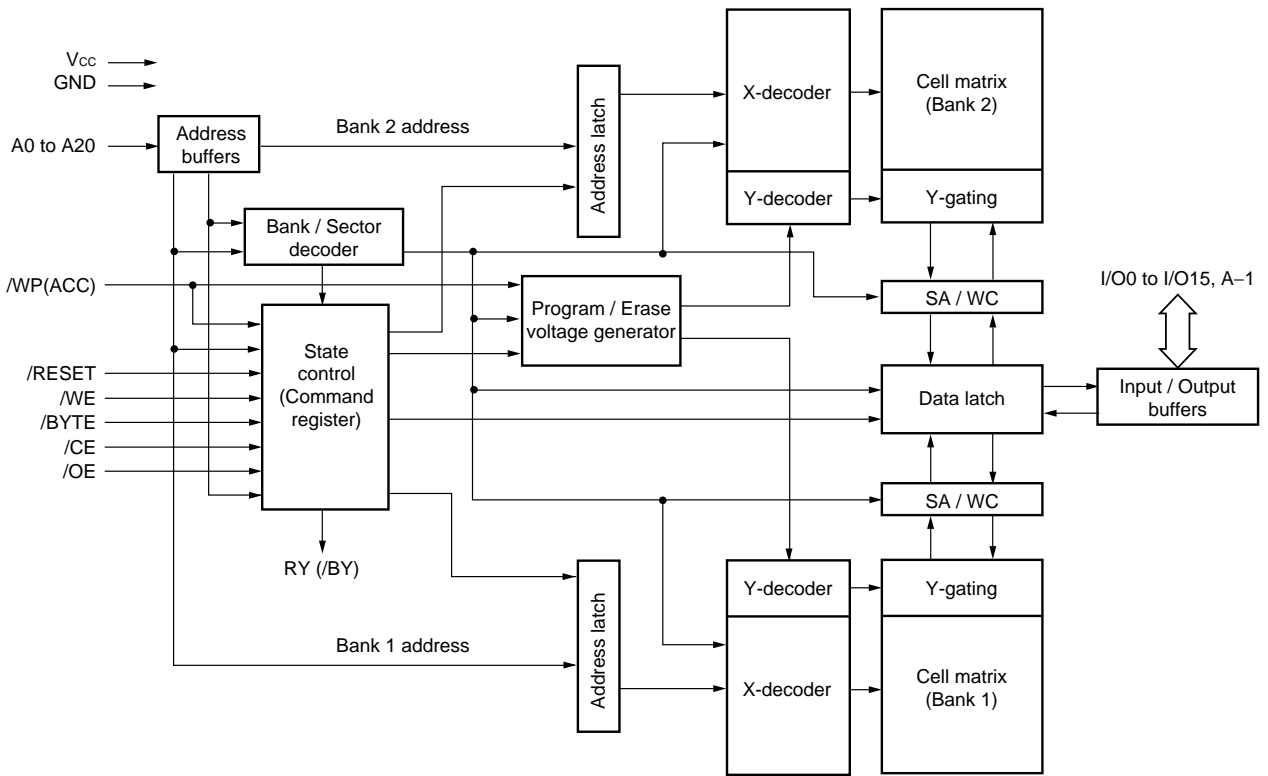 Vcc
GND
A0 to A20
Address
buffers
Bank 2 address
Address latch
X-decoder
Cell matrix
(Bank 2)
Y-decoder
Y-gating
Bank / Sector
decoder
/WP(ACC)
Program / Erase
voltage generator
SA / WC
I/O0 to I/O15, A–1
State
control
(Command
register)
/RESET
/WE
/BYTE
/CE
/OE
Data latch
Input / Output
buffers
SA / WC
RY (/BY)
Address latch
Y-decoder
Y-gating
Bank 1 address
X-decoder
Cell matrix
(Bank 1)